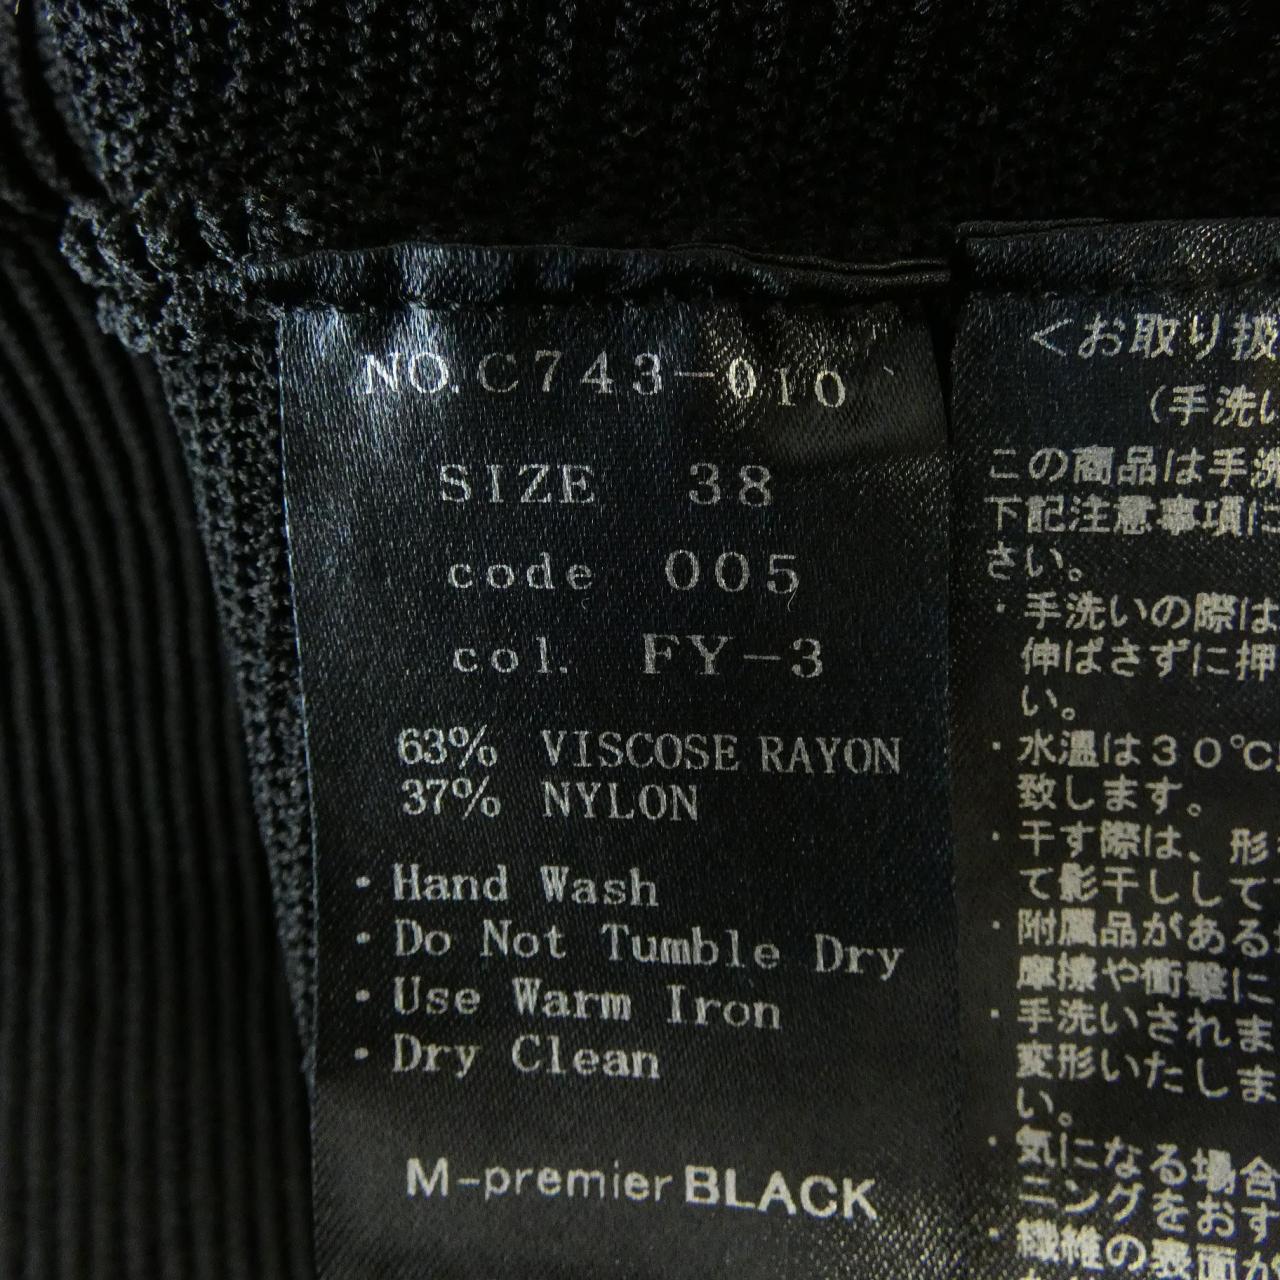 NO. C743-010
SIZE 38
code 005
col. FY-3
63% VISCOSE RAYON
37% NYLON
・Hand Wash
・Do Not Tumble Dry
・Use Warm Iron
・Dry Clean
M-premier BLACK
＜お取り扱
（手洗い
この商品は手洗
下記注意事項に
さい。
・手洗いの際は
伸ばさずに押
い。
・水温は３０℃
致します。
・干す際は、形
て影干しして
・附属品がある
摩擦や衝撃に
・手洗いされま
変形いたしま
い。
・気になる場合
ニングをおす
・繊維の表面が